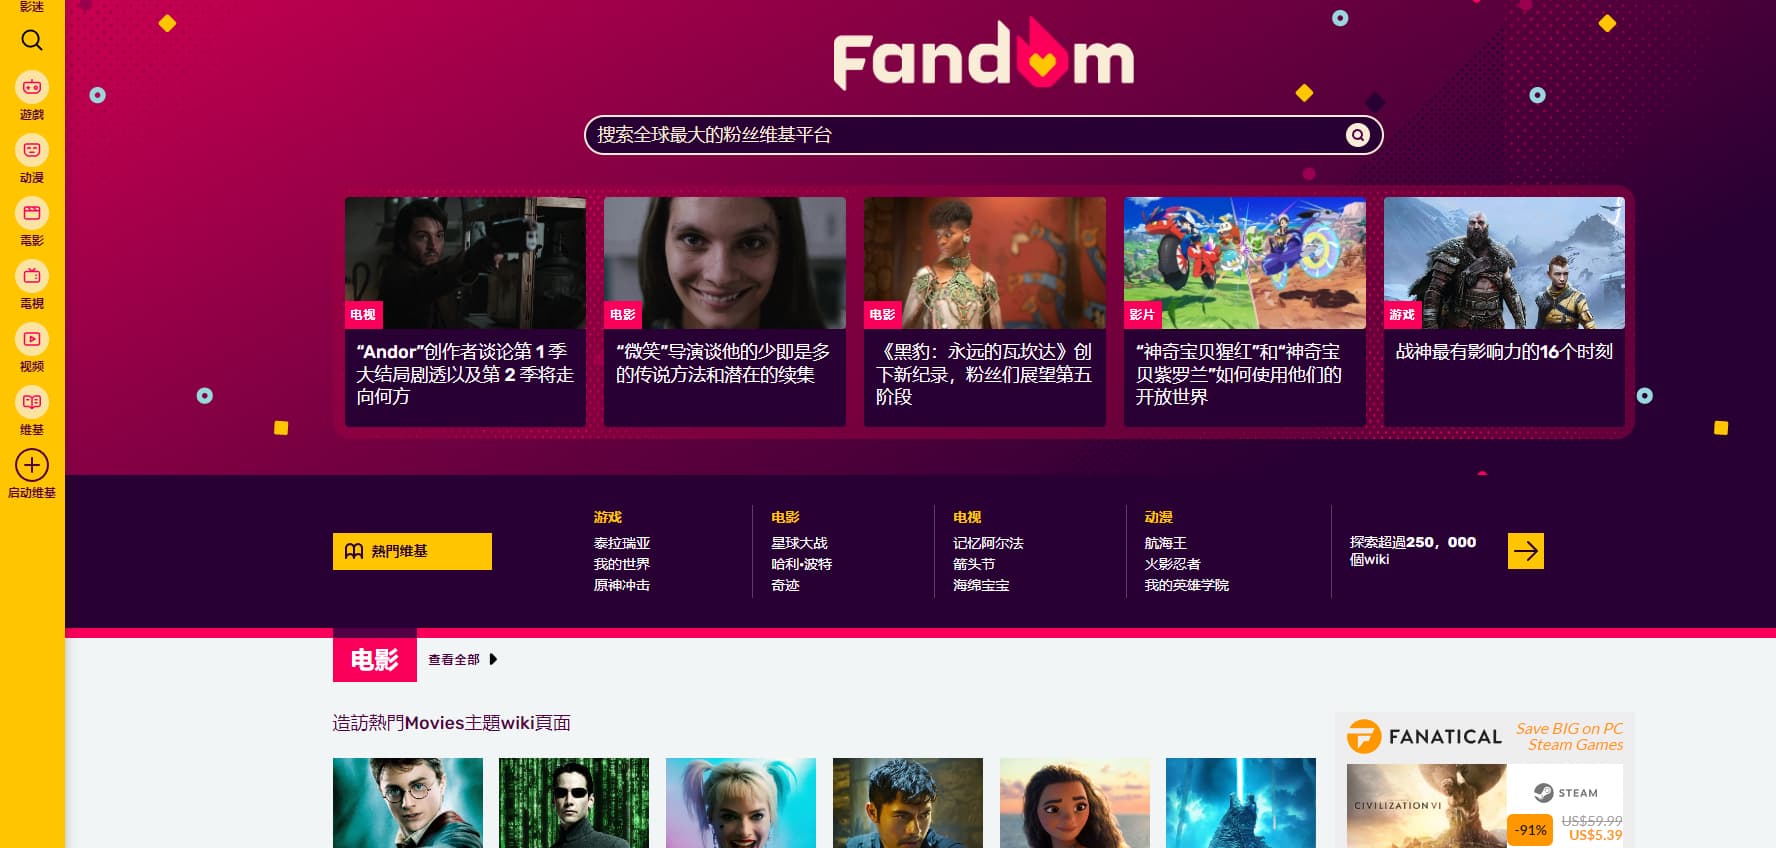 影迷
遊戲
动漫
電影
電視
视频
维基
启动维基
Fandom
搜索全球最大的粉丝维基平台
电视
“Andor”创作者谈论第 1 季
大结局剧透以及第 2 季将走
向何方
电影
“微笑”导演谈他的少即是多
的传说方法和潜在的续集
电影
《黑豹：永远的瓦坎达》创
下新纪录，粉丝们展望第五
阶段
影片
“神奇宝贝猩红”和“神奇宝
贝紫罗兰”如何使用他们的
开放世界
游戏
战神最有影响力的16个时刻
熱門维基
游戏
泰拉瑞亚
我的世界
原神冲击
电影
星球大战
哈利·波特
奇迹
电视
记忆阿尔法
箭头节
海绵宝宝
动漫
航海王
火影忍者
我的英雄学院
探索超過250，000
個wiki
电影
查看全部
造訪熱門Movies主題wiki頁面
FANATICAL
Save BIG on PC
Steam Games
CIVILIZATION VI
STEAM
-91%
US$59.99
US$5.39